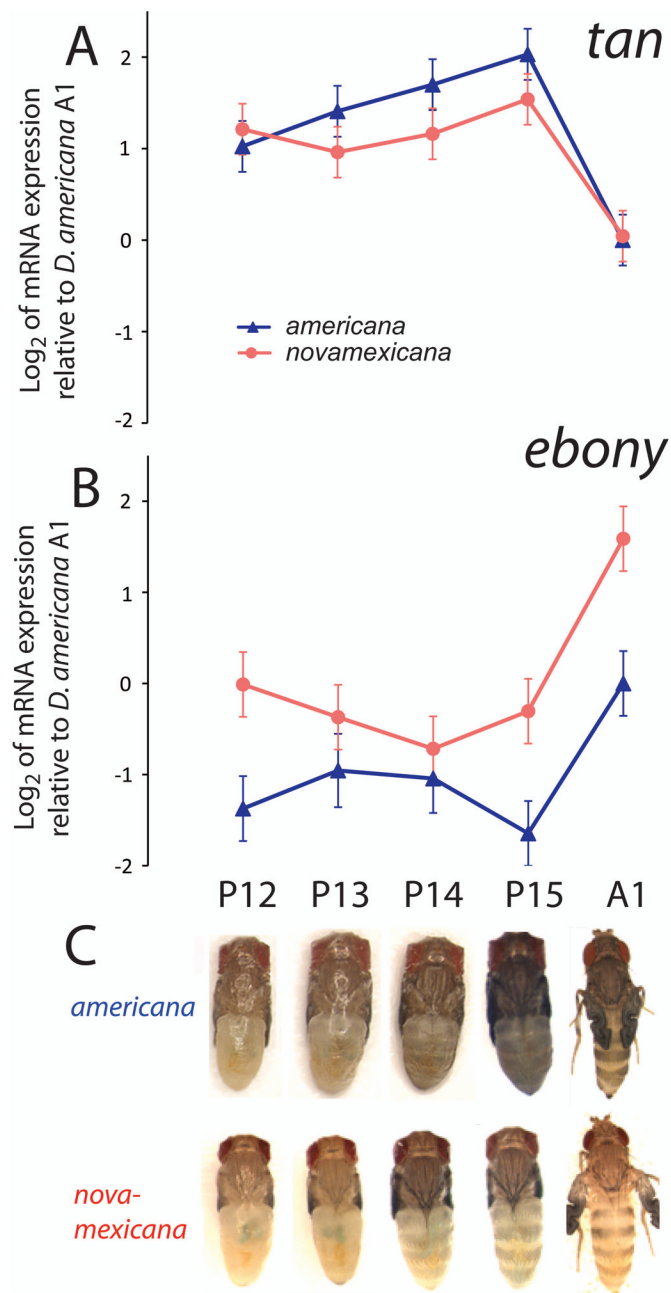 A
tan
Log2 of mRNA expression
relative to D. americana A1
2
1
0
-1
-2
americana
novamexicana
B
ebony
Log2 of mRNA expression
relative to D. americana A1
2
1
0
-1
-2
P12 P13 P14 P15 A1
C
americana
nova-
mexicana